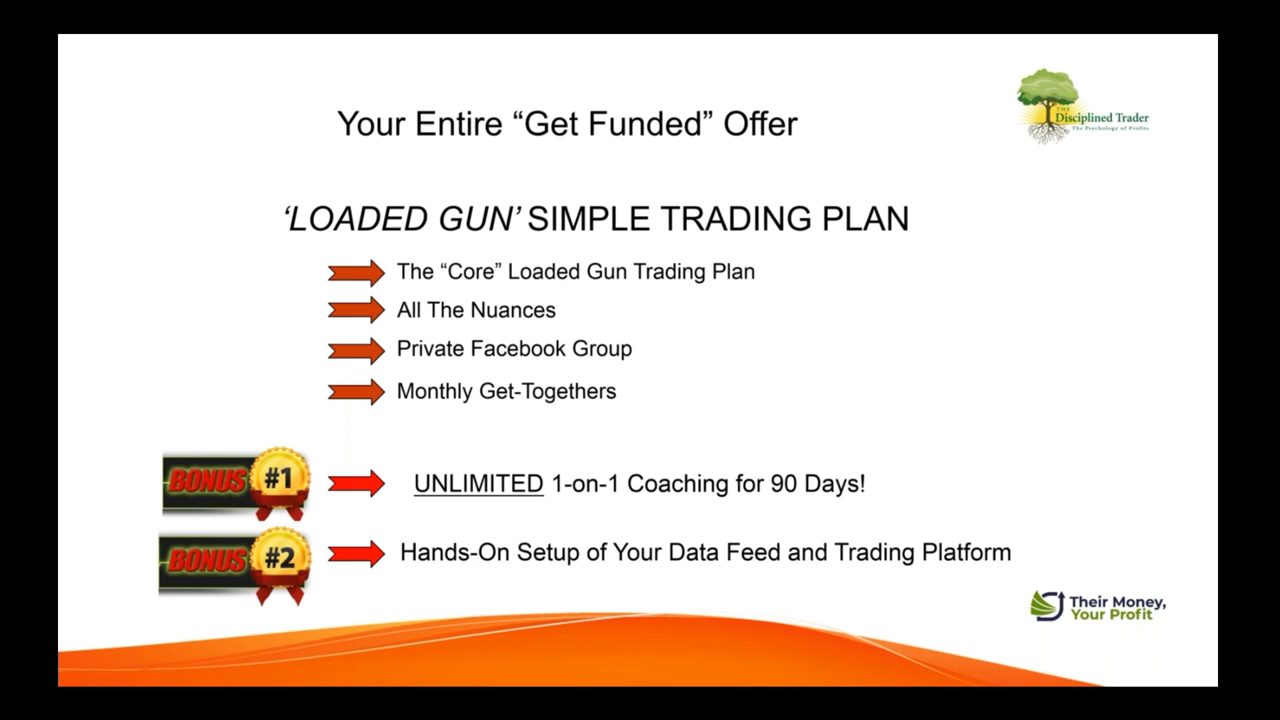 Your Entire “Get Funded” Offer
THE
Disciplined Trader
The Psychology of Profits
‘LOADED GUN’ SIMPLE TRADING PLAN
The “Core” Loaded Gun Trading Plan
All The Nuances
Private Facebook Group
Monthly Get-Togethers
BONUS #1
UNLIMITED 1-on-1 Coaching for 90 Days!
BONUS #2
Hands-On Setup of Your Data Feed and Trading Platform
Their Money,
Your Profit